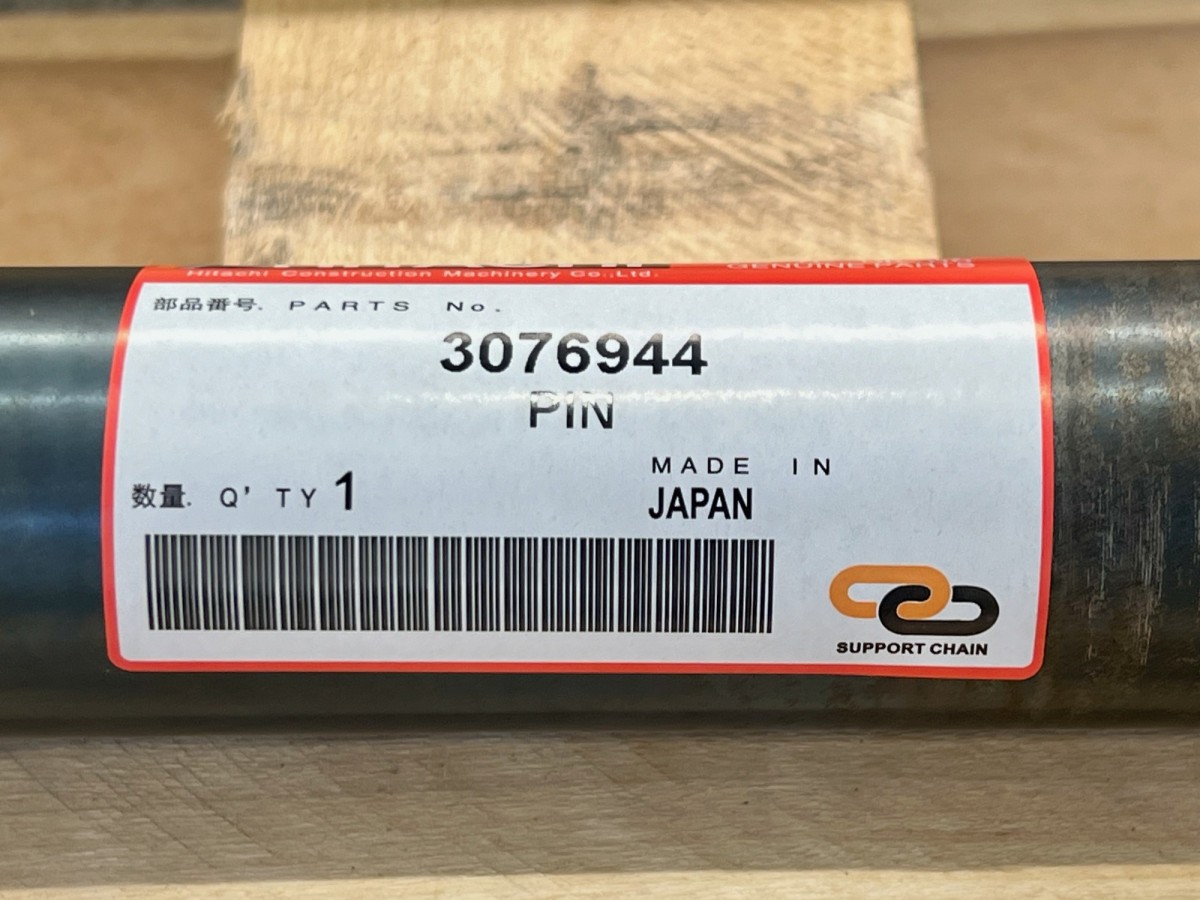 Hitachi Construction Machinery Co.,Ltd. GENUINE PARTS
部品番号. PARTS No.
3076944
PIN
MADE IN
数量. Q'TY 1 JAPAN
SUPPORT CHAIN